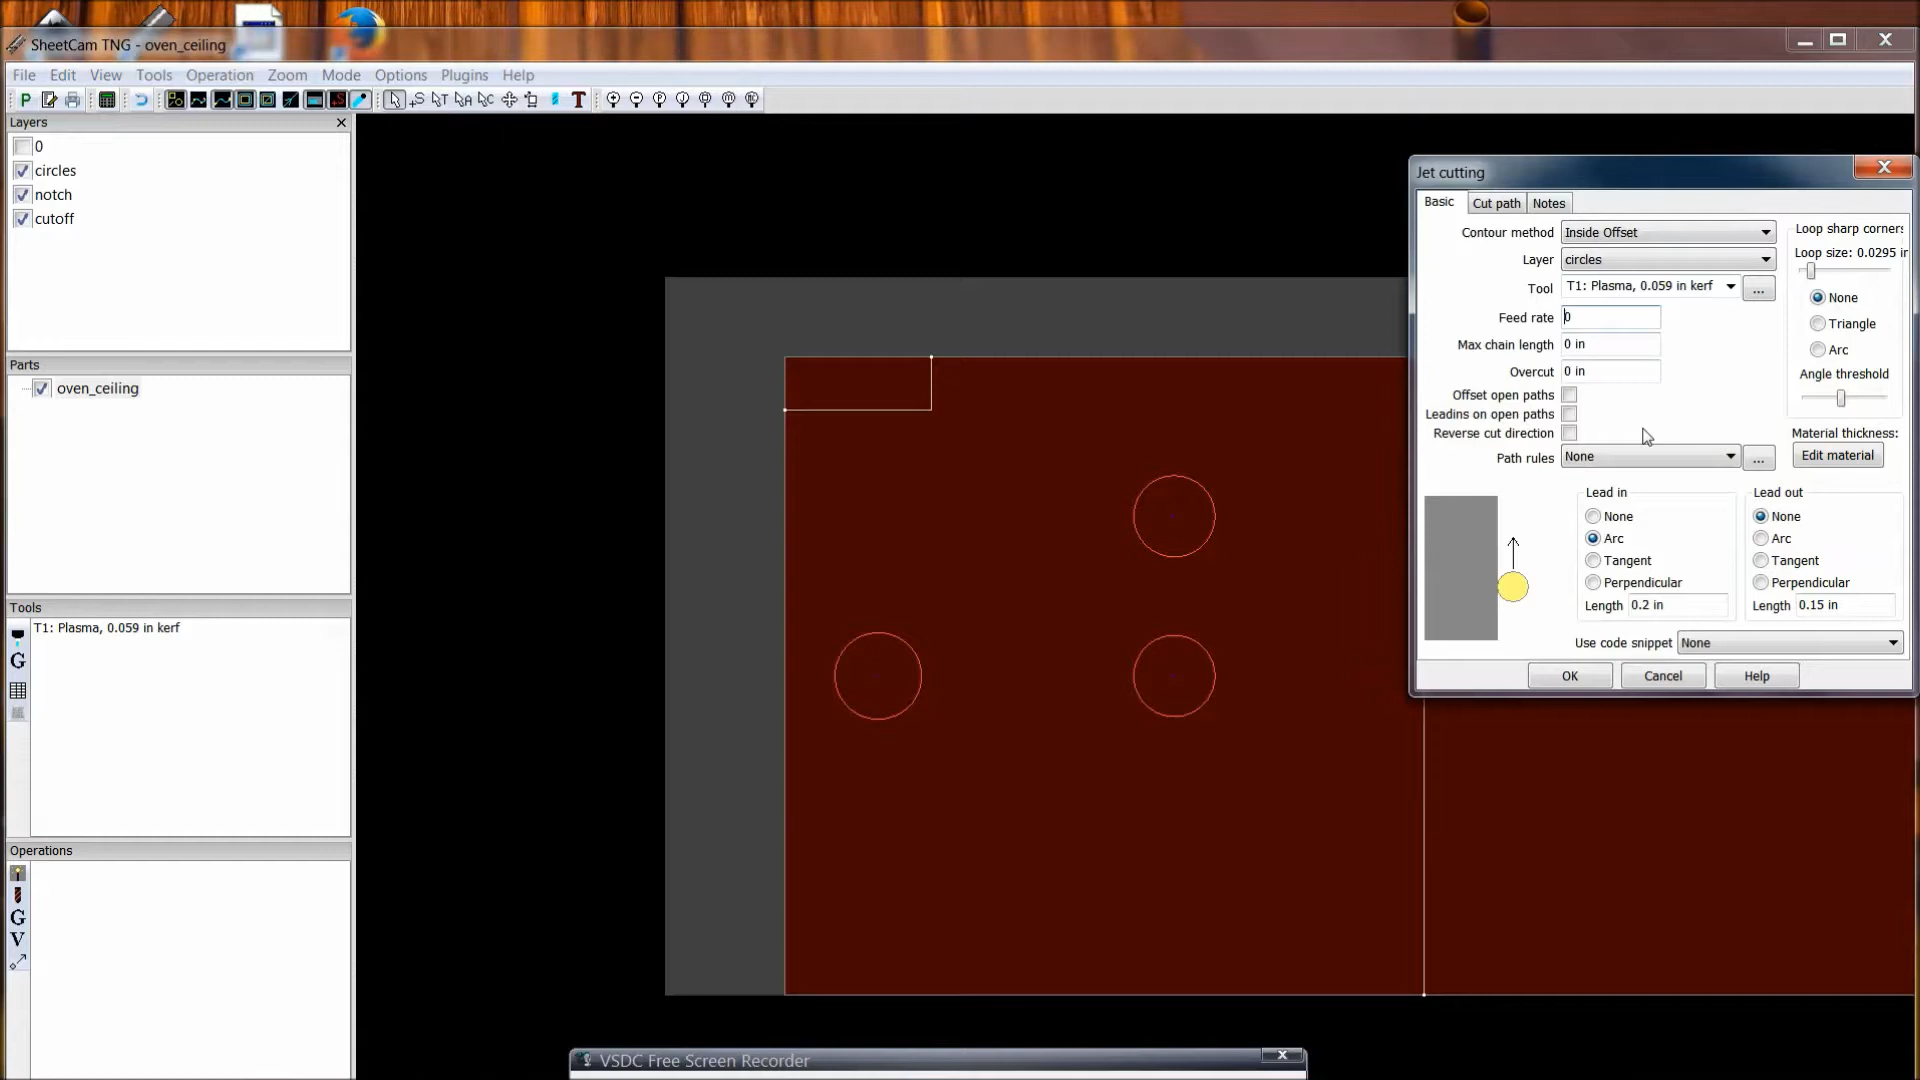 SheetCam TNG - oven_ceiling
File Edit View Tools Operation Zoom Mode Options Plugins Help
Layers
0
circles
notch
cutoff
Parts
oven_ceiling
Tools
T1: Plasma, 0.059 in kerf
G
Operations
G
V
Jet cutting
Basic Cut path Notes
Contour method Inside Offset
Layer circles
Tool T1: Plasma, 0.059 in kerf ...
Feed rate 0
Max chain length 0 in
Overcut 0 in
Offset open paths
Leadins on open paths
Reverse cut direction
Path rules None ...
Loop sharp corners
Loop size: 0.0295 in
None
Triangle
Arc
Angle threshold
Material thickness:
Edit material
Lead in
None
Arc
Tangent
Perpendicular
Length 0.2 in
Lead out
None
Arc
Tangent
Perpendicular
Length 0.15 in
Use code snippet None
OK Cancel Help
VSDC Free Screen Recorder